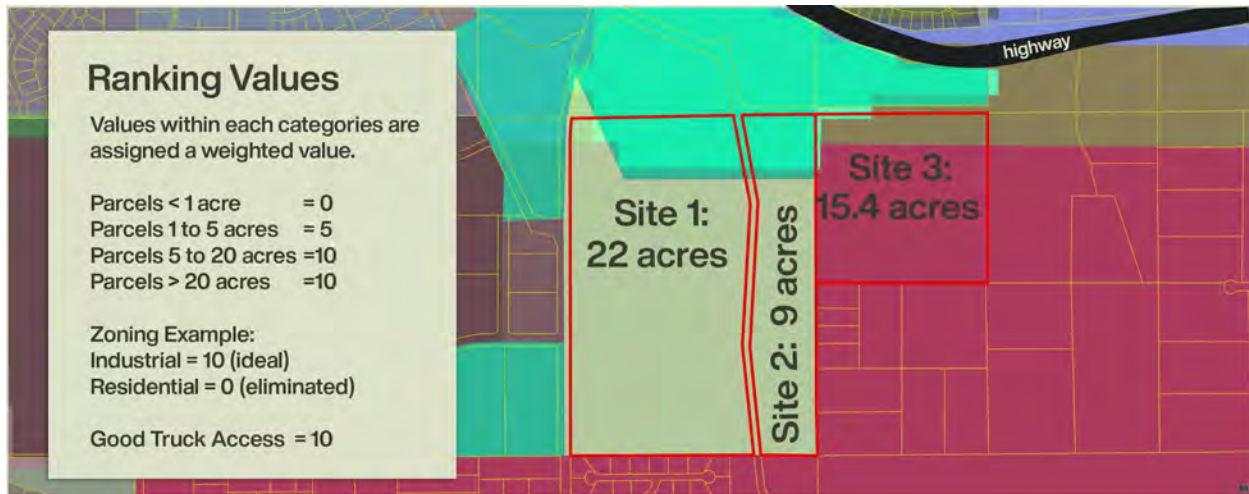 highway
Ranking Values
Values within each categories are
assigned a weighted value.
Parcels < 1 acre = 0
Parcels 1 to 5 acres = 5
Parcels 5 to 20 acres =10
Parcels > 20 acres =10
Zoning Example:
Industrial = 10 (ideal)
Residential = 0 (eliminated)
Good Truck Access = 10
Site 1:
22 acres
Site 2: 9 acres
Site 3:
15.4 acres